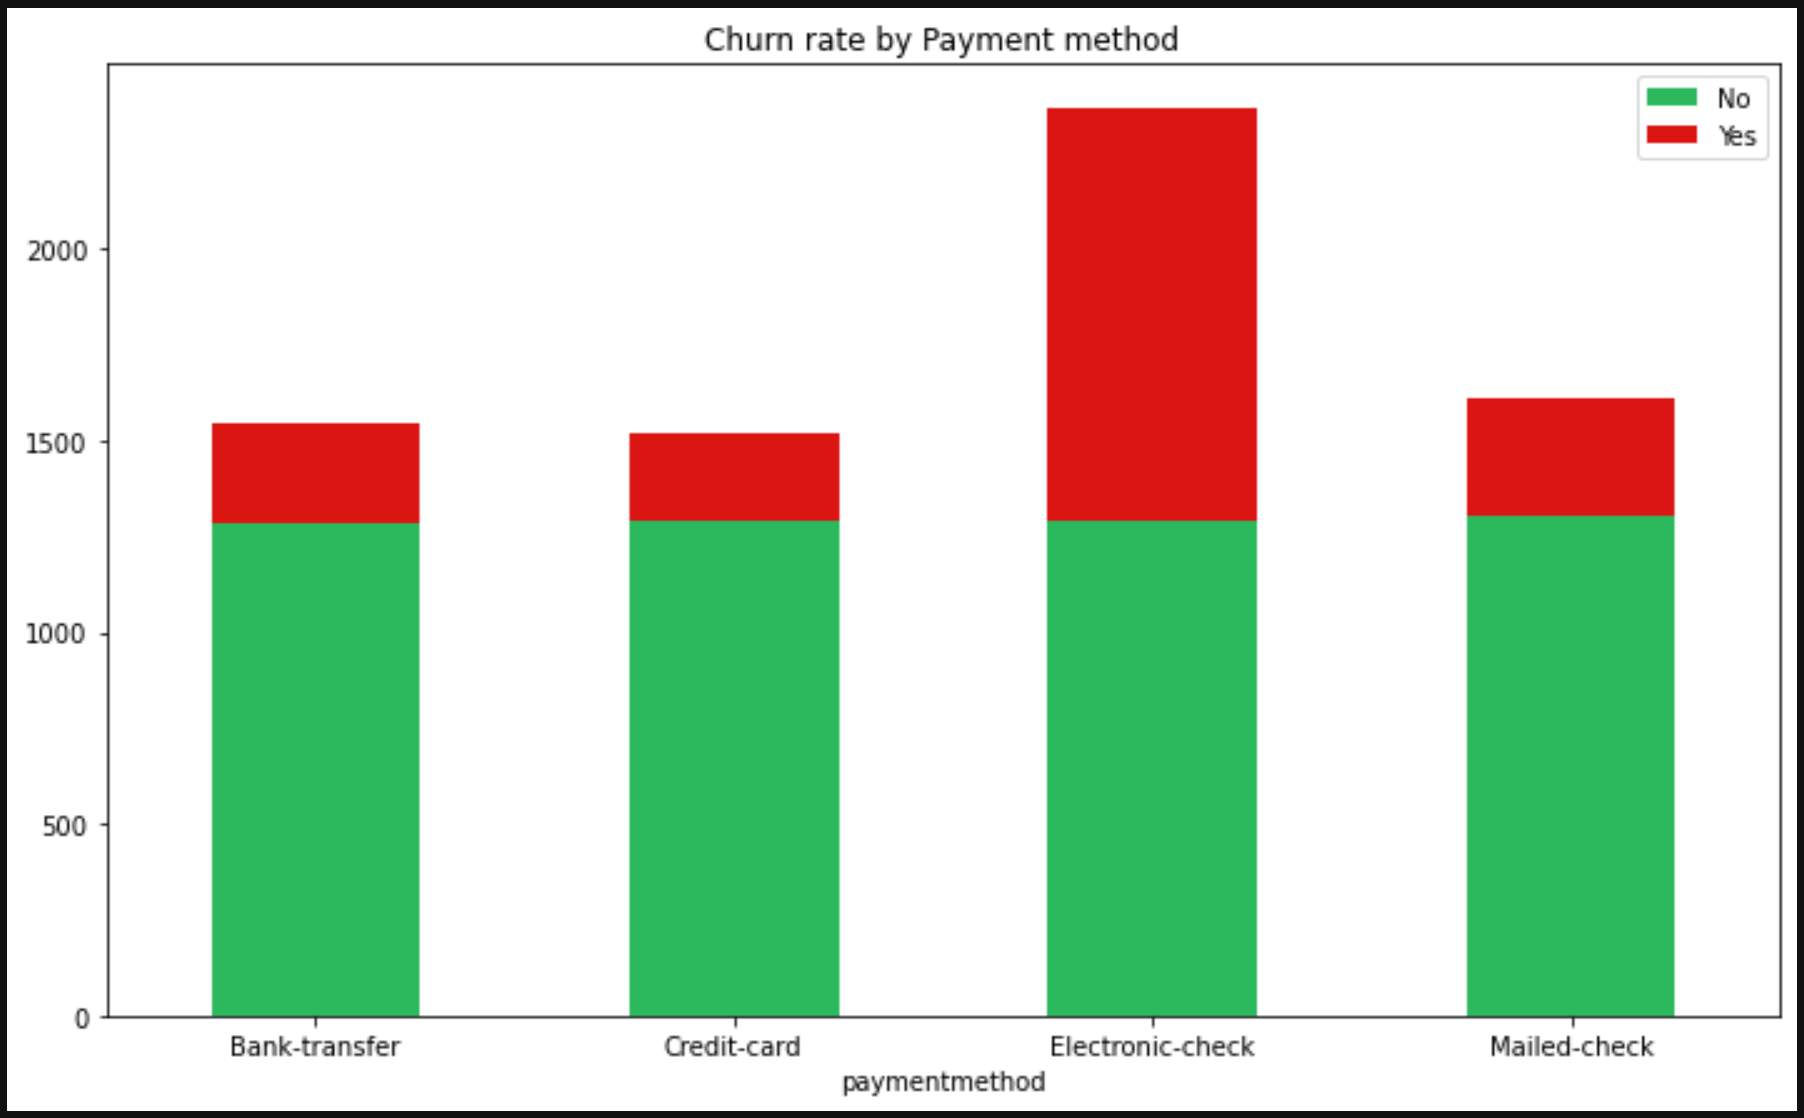 Churn rate by Payment method
No
Yes
2000
1500
1000
500
0
Bank-transfer
Credit-card
Electronic-check
Mailed-check
paymentmethod